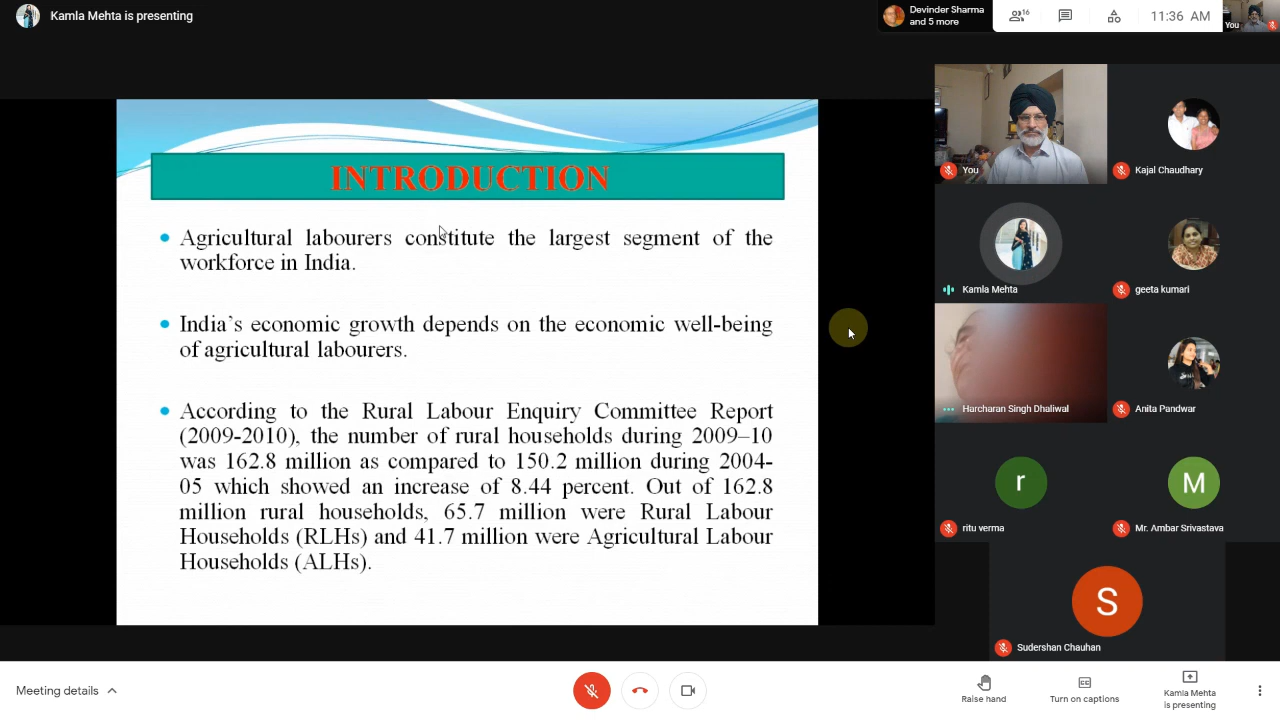 Kamla Mehta is presenting
Devinder Sharma
and 5 more
16
11:36 AM
You
INTRODUCTION
Agricultural labourers constitute the largest segment of the
workforce in India.
India's economic growth depends on the economic well-being
of agricultural labourers.
According to the Rural Labour Enquiry Committee Report
(2009-2010), the number of rural households during 2009–10
was 162.8 million as compared to 150.2 million during 2004-
05 which showed an increase of 8.44 percent. Out of 162.8
million rural households, 65.7 million were Rural Labour
Households (RLHs) and 41.7 million were Agricultural Labour
Households (ALHs).
You
Kajal Chaudhary
Kamla Mehta
geeta kumari
Harcharan Singh Dhaliwal
Anita Pandwar
r
ritu verma
M
Mr. Ambar Srivastava
S
Sudershan Chauhan
Meeting details
Raise hand
CC
Turn on captions
Kamla Mehta
is presenting